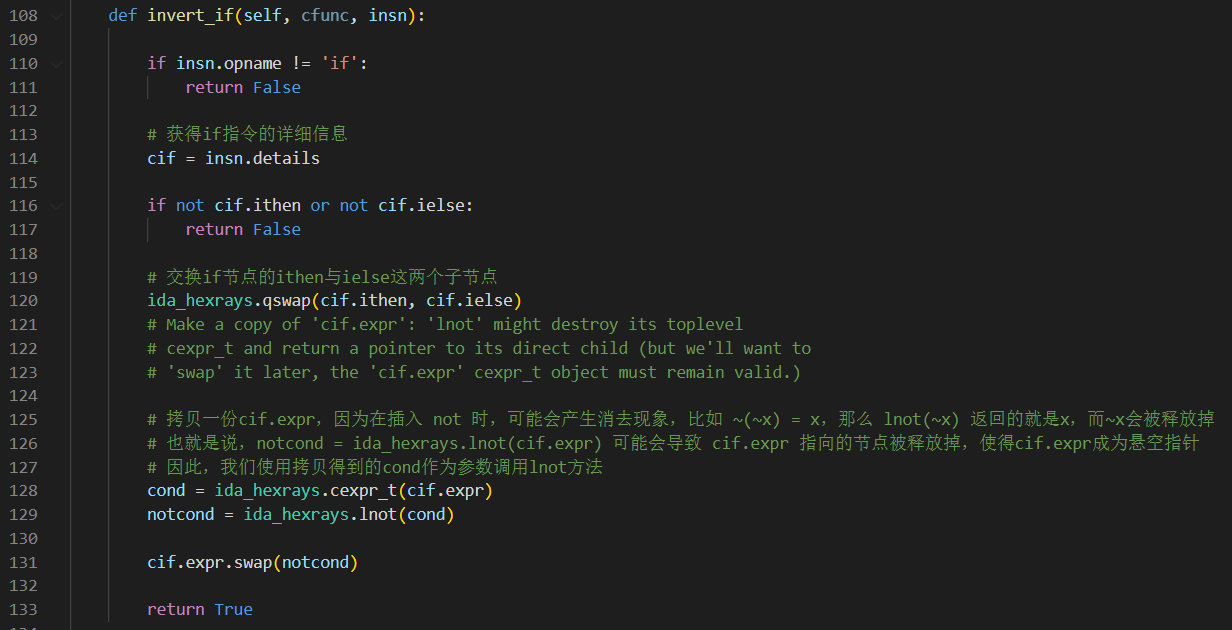 108 def invert_if(self, cfunc, insn):
109
110 if insn.opname != 'if':
111 return False
112
113 # 获得if指令的详细信息
114 cif = insn.details
115
116 if not cif.ithen or not cif.ielse:
117 return False
118
119 # 交换if节点的ithen与ielse这两个子节点
120 ida_hexrays.qswap(cif.ithen, cif.ielse)
121 # Make a copy of 'cif.expr': 'lnot' might destroy its toplevel
122 # cexpr_t and return a pointer to its direct child (but we'll want to
123 # 'swap' it later, the 'cif.expr' cexpr_t object must remain valid.)
124
125 # 拷贝一份cif.expr，因为在插入 not 时，可能会产生消去现象，比如 ~(~x) = x，那么 lnot(~x) 返回的就是x，而~x会被释放掉
126 # 也就是说，notcond = ida_hexrays.lnot(cif.expr) 可能会导致 cif.expr 指向的节点被释放掉，使得cif.expr成为悬空指针
127 # 因此，我们使用拷贝得到的cond作为参数调用lnot方法
128 cond = ida_hexrays.cexpr_t(cif.expr)
129 notcond = ida_hexrays.lnot(cond)
130
131 cif.expr.swap(notcond)
132
133 return True